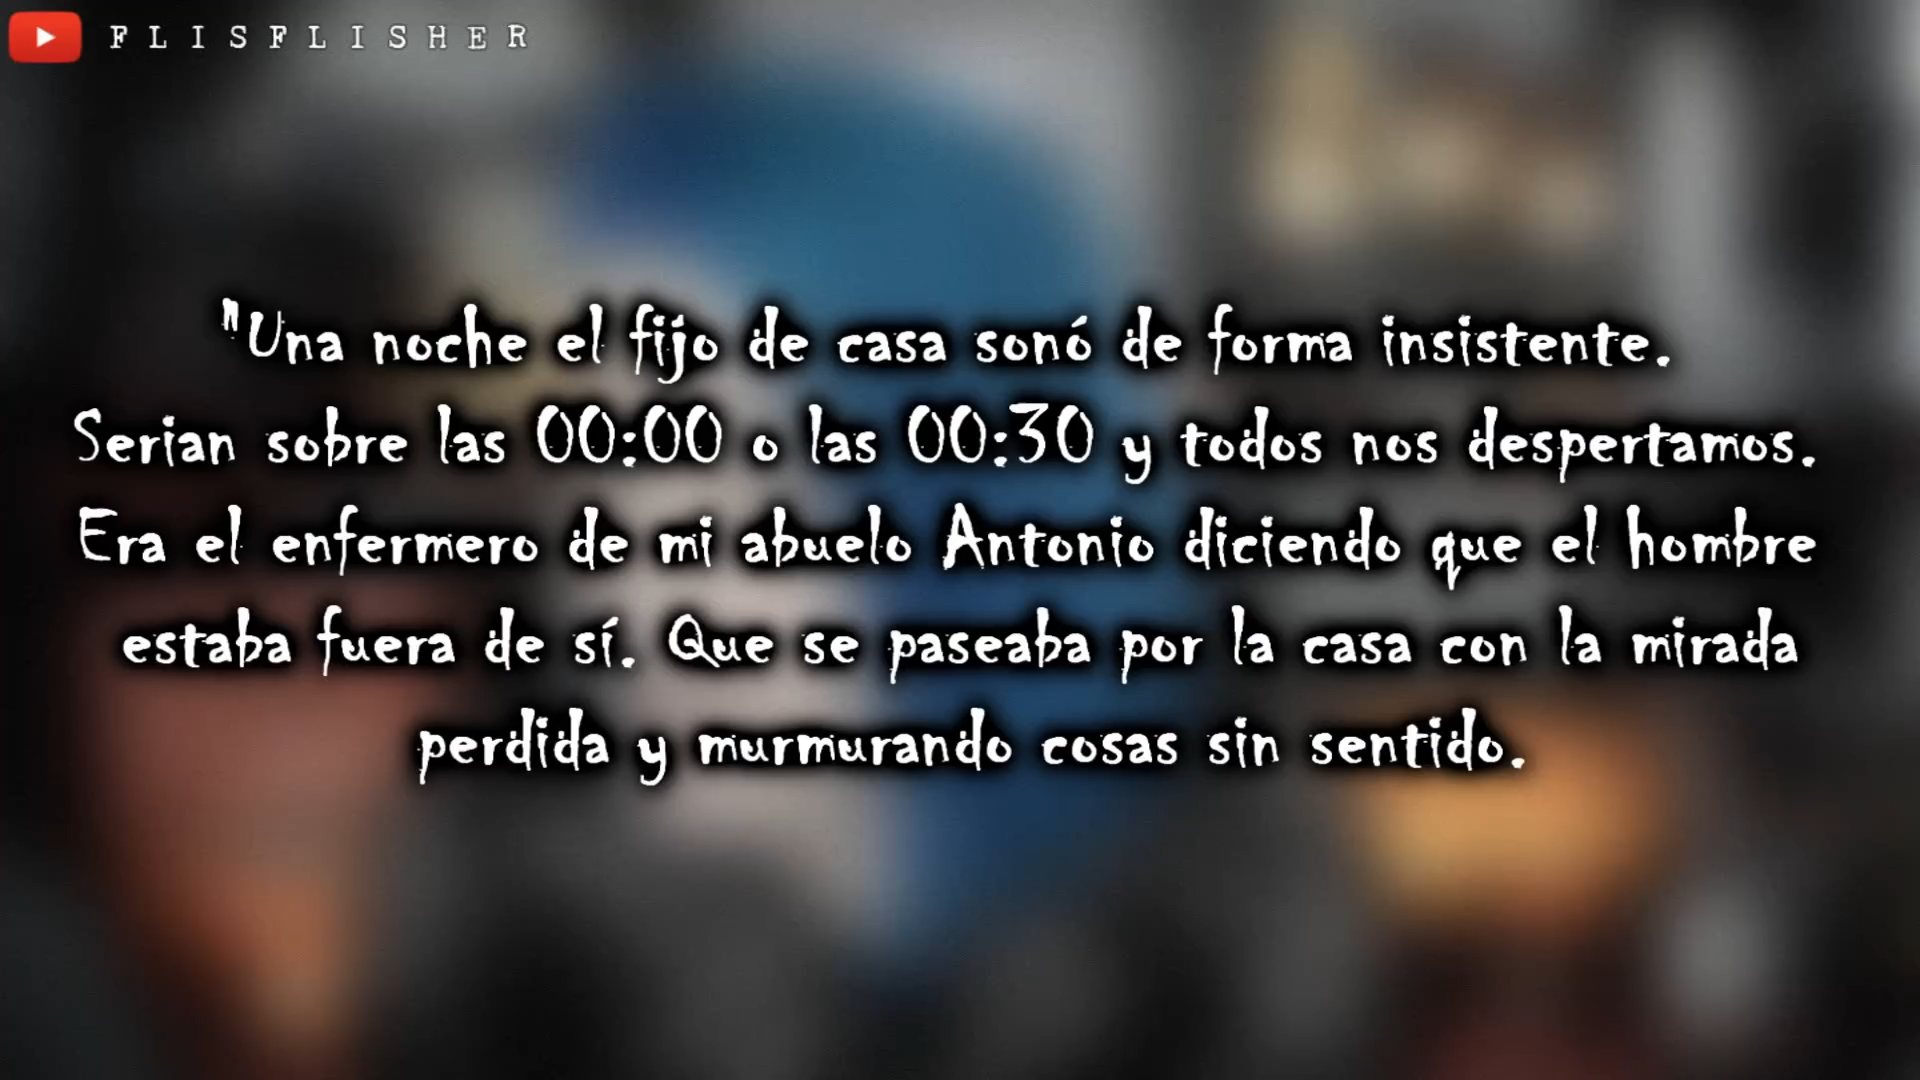 F L I S F L I S H E R
"Una noche el fijo de casa sonó de forma insistente.
Serian sobre las 00:00 o las 00:30 y todos nos despertamos.
Era el enfermero de mi abuelo Antonio diciendo que el hombre
estaba fuera de sí. Que se paseaba por la casa con la mirada
perdida y murmurando cosas sin sentido.